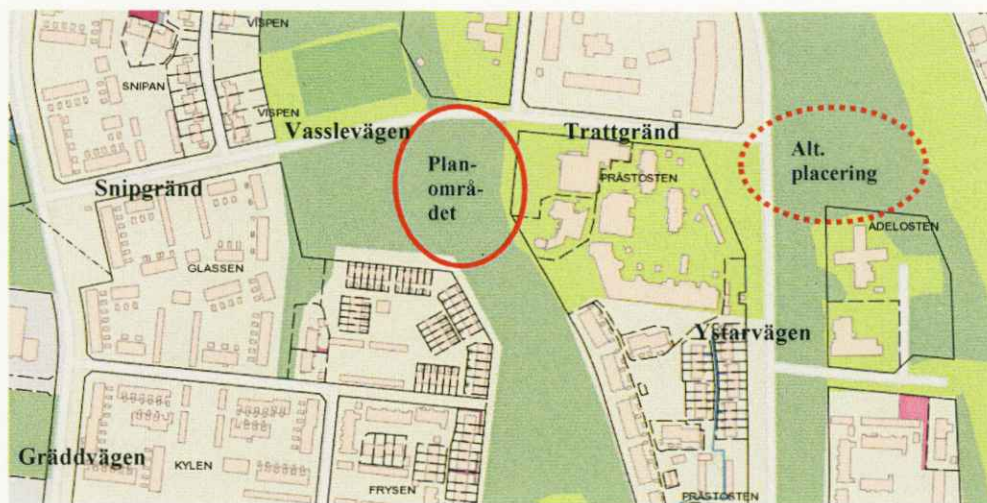 VISPEN
SNIPAN
VISPEN
Vasslevägen
Trattgränd
Alt.
placering
Plan-
områ-
det
PRÄSTOSTEN
Snipgränd
ADELOSTEN
GLASSEN
Ystarvägen
Gräddvägen
KYLEN
FRYSEN
PRÄSTOSTEN